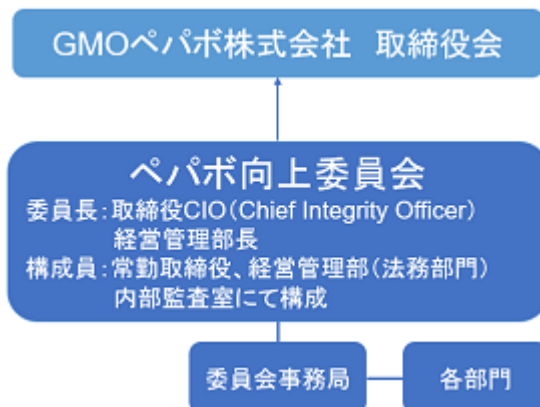 GMOペパボ株式会社　取締役会
ペパボ向上委員会
委員長：取締役CIO（Chief Integrity Officer）
経営管理部長
構成員：常勤取締役、経営管理部（法務部門）
内部監査室にて構成
委員会事務局
各部門